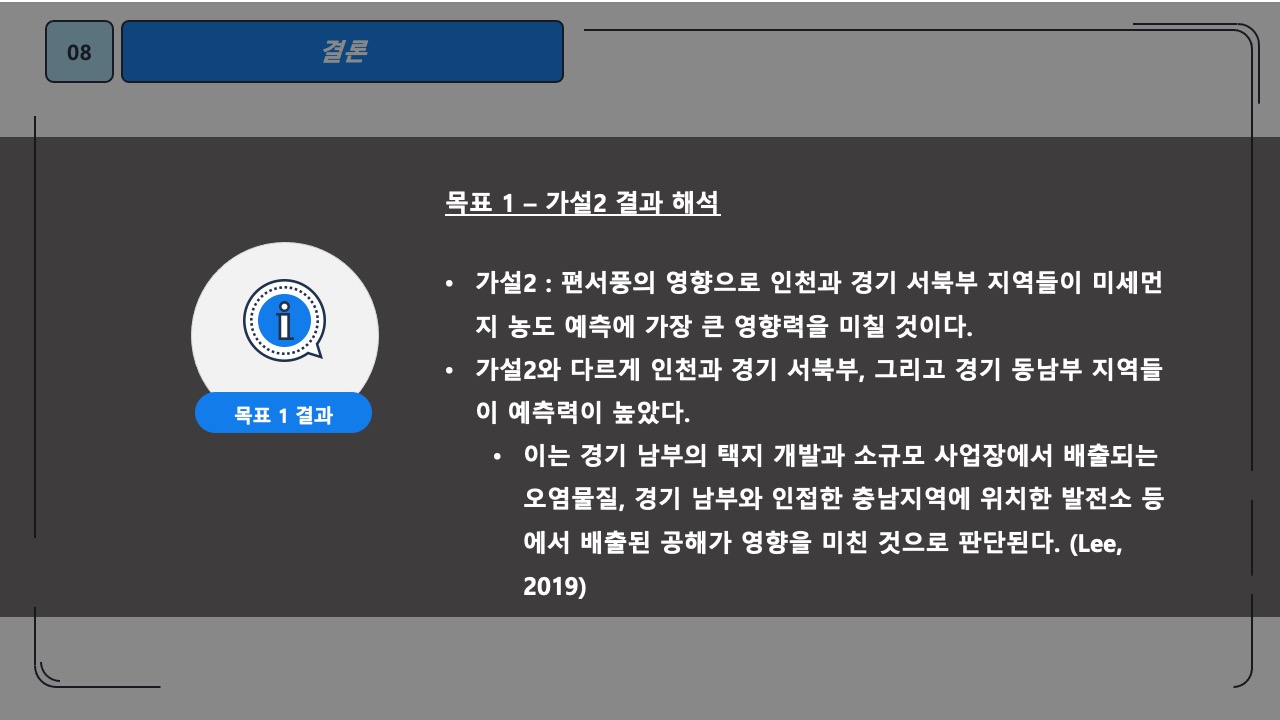 08
결론
목표 1 – 가설2 결과 해석
목표 1 결과
• 가설2 : 편서풍의 영향으로 인천과 경기 서북부 지역들이 미세먼
지 농도 예측에 가장 큰 영향력을 미칠 것이다.
• 가설2와 다르게 인천과 경기 서북부, 그리고 경기 동남부 지역들
이 예측력이 높았다.
• 이는 경기 남부의 택지 개발과 소규모 사업장에서 배출되는
오염물질, 경기 남부와 인접한 충남지역에 위치한 발전소 등
에서 배출된 공해가 영향을 미친 것으로 판단된다. (Lee,
2019)